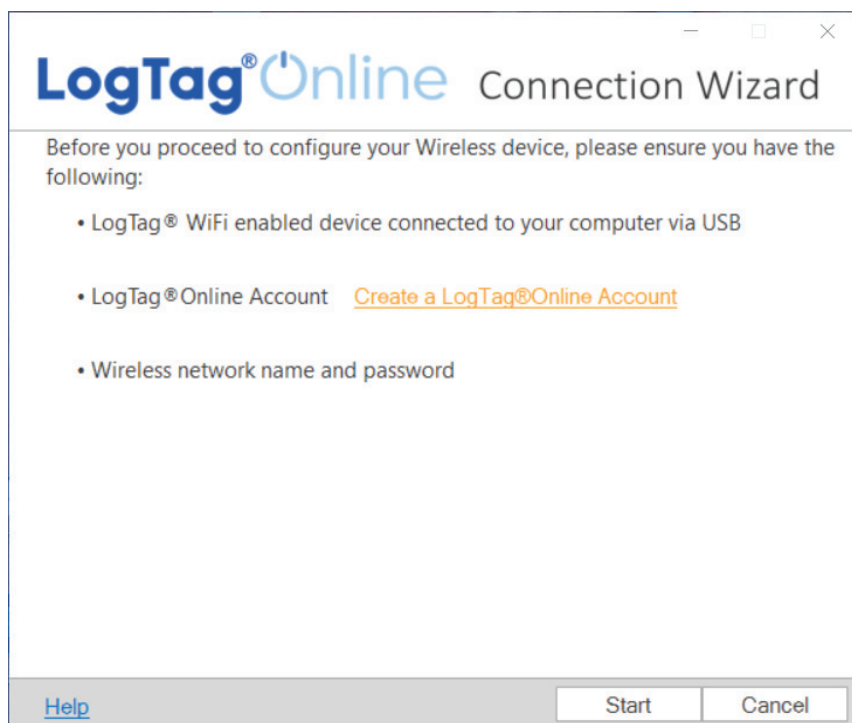 LogTag®Online Connection Wizard
Before you proceed to configure your Wireless device, please ensure you have the
following:
• LogTag® WiFi enabled device connected to your computer via USB
• LogTag®Online Account Create a LogTag®Online Account
• Wireless network name and password
Help Start Cancel